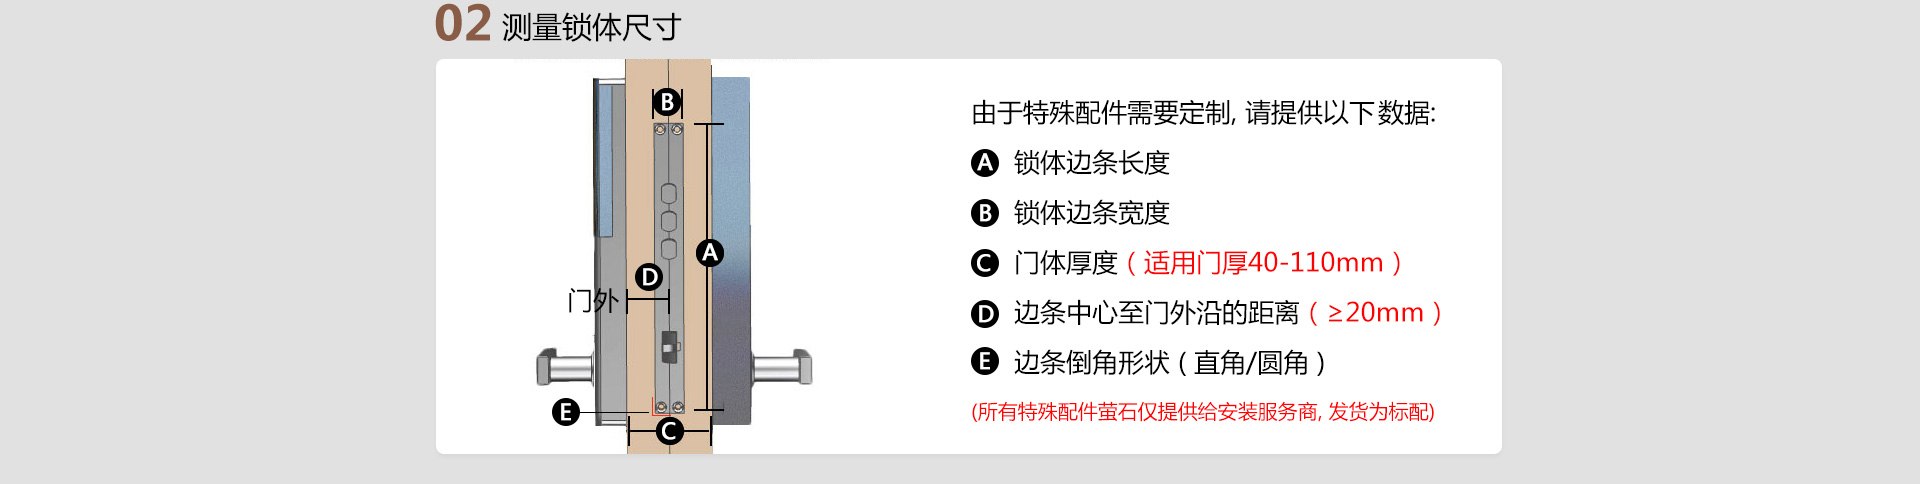 02 测量锁体尺寸
B
A
D
门外
E
C
由于特殊配件需要定制, 请提供以下数据:
A 锁体边条长度
B 锁体边条宽度
C 门体厚度（适用门厚40-110mm）
D 边条中心至门外沿的距离（≥20mm）
E 边条倒角形状（直角/圆角）
(所有特殊配件萤石仅提供给安装服务商, 发货为标配)